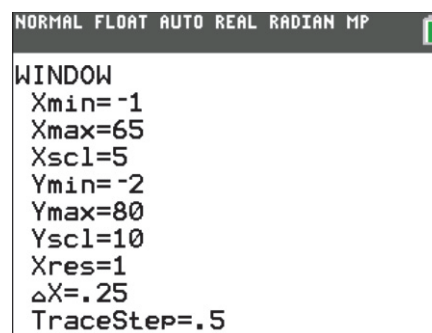 NORMAL FLOAT AUTO REAL RADIAN MP
WINDOW
Xmin=-1
Xmax=65
Xscl=5
Ymin=-2
Ymax=80
Yscl=10
Xres=1
△X=.25
TraceStep=.5